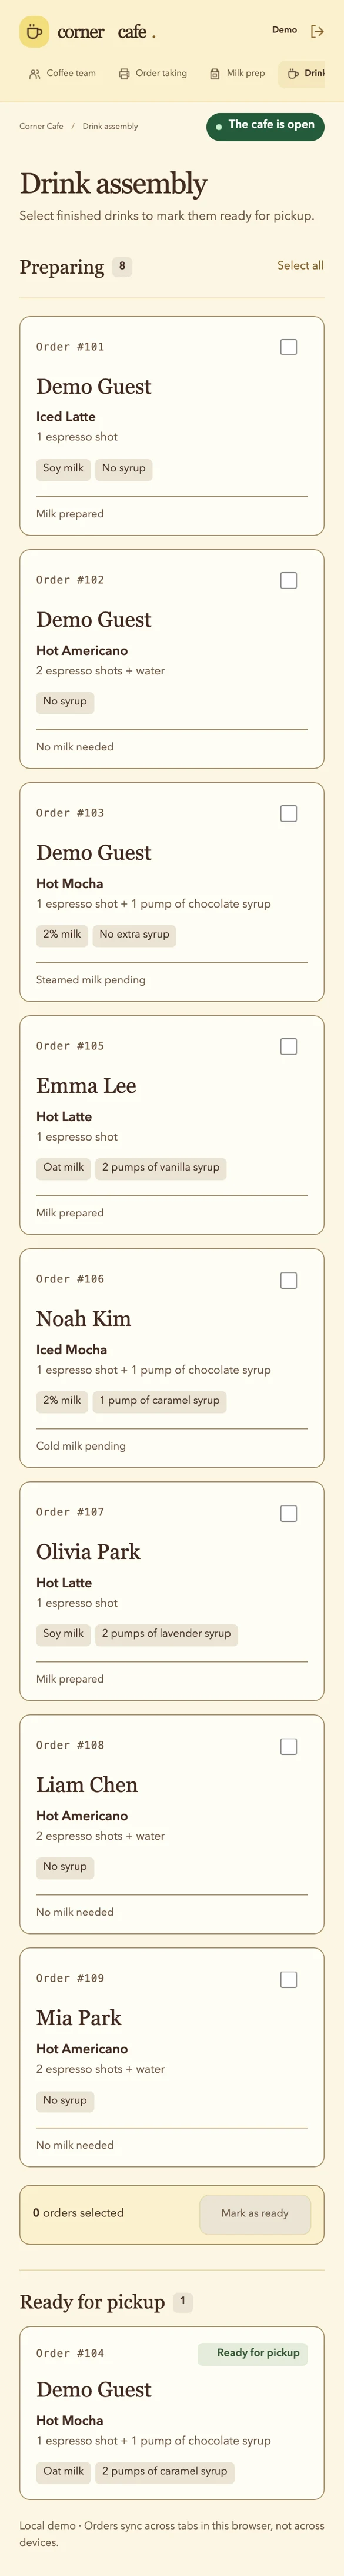 corner cafe .
Demo
Coffee team
Order taking
Milk prep
Drink
Corner Cafe / Drink assembly
The cafe is open
Drink assembly
Select finished drinks to mark them ready for pickup.
Preparing 8
Select all
Order #101
Demo Guest
Iced Latte
1 espresso shot
Soy milk No syrup
Milk prepared
Order #102
Demo Guest
Hot Americano
2 espresso shots + water
No syrup
No milk needed
Order #103
Demo Guest
Hot Mocha
1 espresso shot + 1 pump of chocolate syrup
2% milk No extra syrup
Steamed milk pending
Order #105
Emma Lee
Hot Latte
1 espresso shot
Oat milk 2 pumps of vanilla syrup
Milk prepared
Order #106
Noah Kim
Iced Mocha
1 espresso shot + 1 pump of chocolate syrup
2% milk 1 pump of caramel syrup
Cold milk pending
Order #107
Olivia Park
Hot Latte
1 espresso shot
Soy milk 2 pumps of lavender syrup
Milk prepared
Order #108
Liam Chen
Hot Americano
2 espresso shots + water
No syrup
No milk needed
Order #109
Mia Park
Hot Americano
2 espresso shots + water
No syrup
No milk needed
0 orders selected
Mark as ready
Ready for pickup 1
Order #104
Ready for pickup
Demo Guest
Hot Mocha
1 espresso shot + 1 pump of chocolate syrup
Oat milk 2 pumps of caramel syrup
Local demo · Orders sync across tabs in this browser, not across
devices.